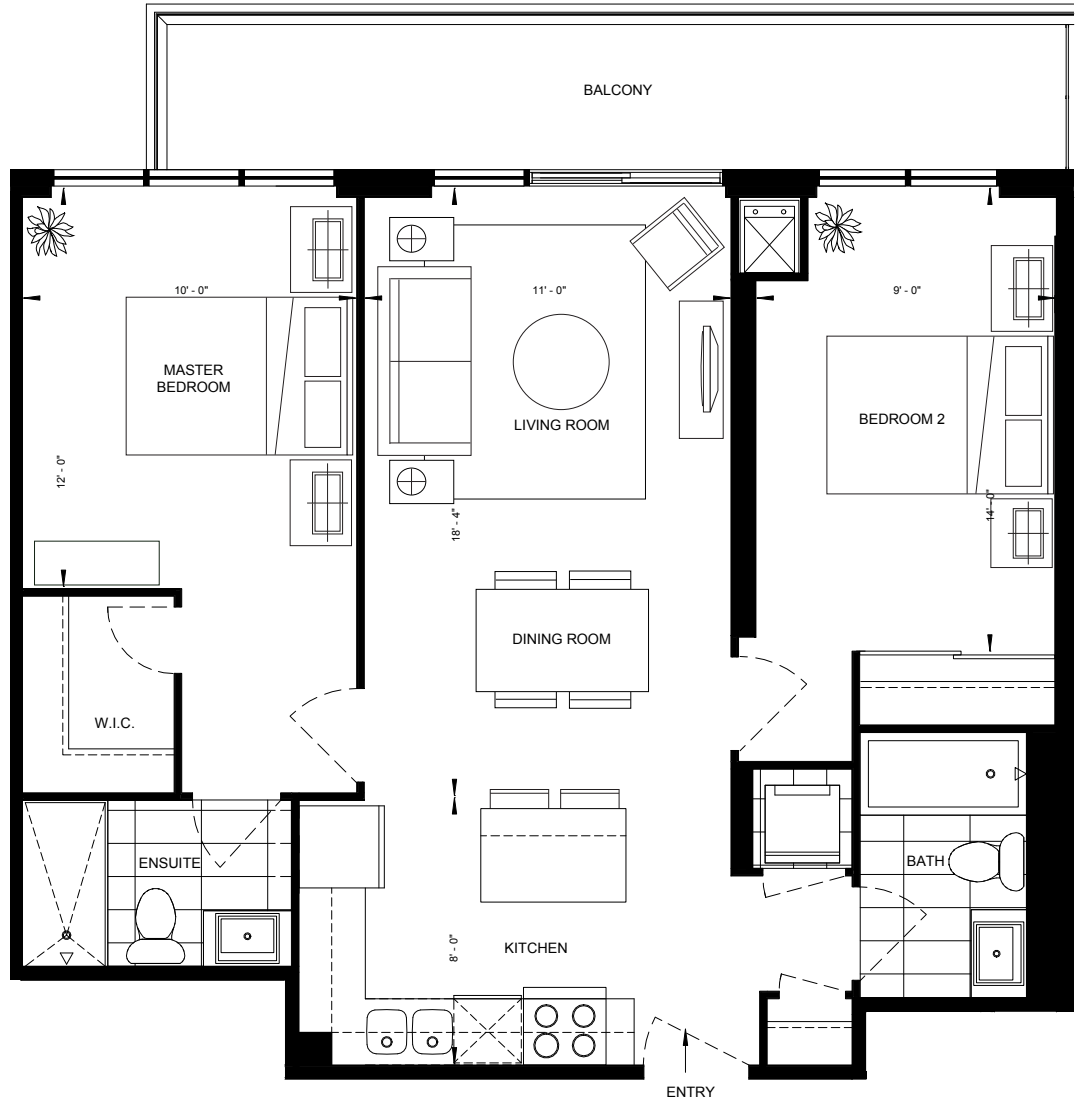 BALCONY
10' - 0"
11' - 0"
9' - 0"
MASTER
BEDROOM
LIVING ROOM
BEDROOM 2
12' - 0"
18' - 4"
14' - 0"
DINING ROOM
W.I.C.
ENSUITE
BATH
KITCHEN
8' - 0"
ENTRY